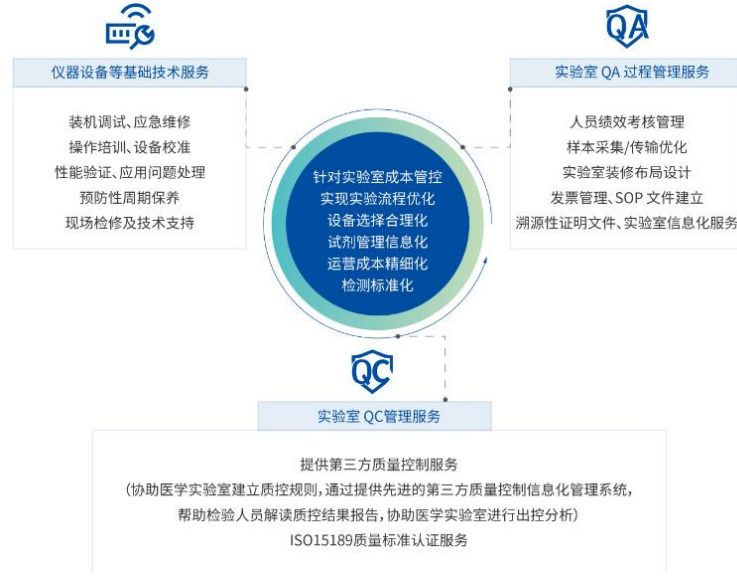 QA
仪器设备等基础技术服务
装机调试、应急维修
操作培训、设备校准
性能验证、应用问题处理
预防性周期保养
现场检修及技术支持
实验室 QA 过程管理服务
人员绩效考核管理
样本采集/传输优化
实验室装修布局设计
发票管理、SOP 文件建立
溯源性证明文件、实验室信息化服务
针对实验室成本管控
实现实验流程优化
设备选择合理化
试剂管理信息化
运营成本精细化
检测标准化
QC
实验室 QC管理服务
提供第三方质量控制服务
(协助医学实验室建立质控规则,通过提供先进的第三方质量控制信息化管理系统,
帮助检验人员解读质控结果报告,协助医学实验室进行出控分析)
ISO15189质量标准认证服务